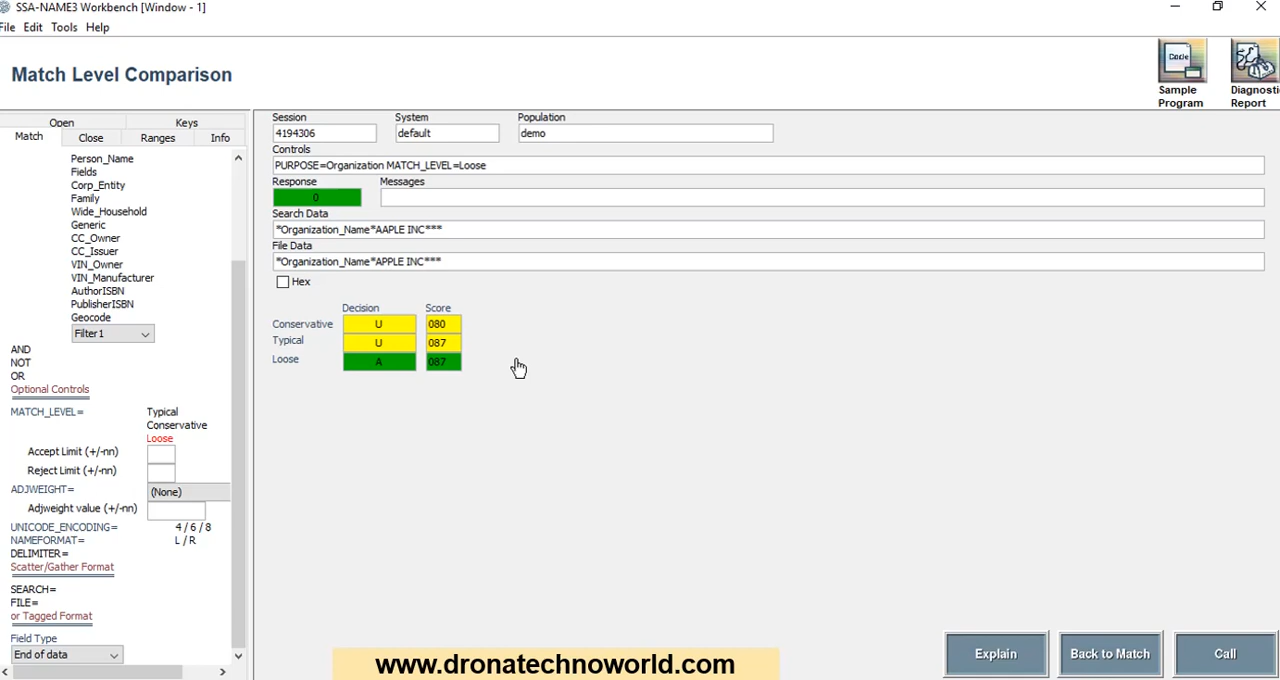 SSA-NAME3 Workbench [Window - 1]
File Edit Tools Help
Match Level Comparison
Sample Program
Diagnosti Report
Open Keys
Match Close Ranges Info
Person_Name
Fields
Corp_Entity
Family
Wide_Household
Generic
CC_Owner
CC_Issuer
VIN_Owner
VIN_Manufacturer
AuthorISBN
PublisherISBN
Geocode
Filter1
AND
NOT
OR
Optional Controls
MATCH_LEVEL= Typical
Conservative
Loose
Accept Limit (+/-nn)
Reject Limit (+/-nn)
ADJWEIGHT= (None)
Adjweight value (+/-nn)
UNICODE_ENCODING= 4 / 6 / 8
NAMEFORMAT= L / R
DELIMITER=
Scatter/Gather Format
SEARCH=
FILE=
or Tagged Format
Field Type
End of data
Session System Population
4194306 default demo
Controls
PURPOSE=Organization MATCH_LEVEL=Loose
Response Messages
0
Search Data
*Organization_Name*AAPLE INC***
File Data
*Organization_Name*APPLE INC***
Hex
Decision Score
Conservative U 080
Typical U 087
Loose A 087
Explain Back to Match Call
www.dronatechnoworld.com